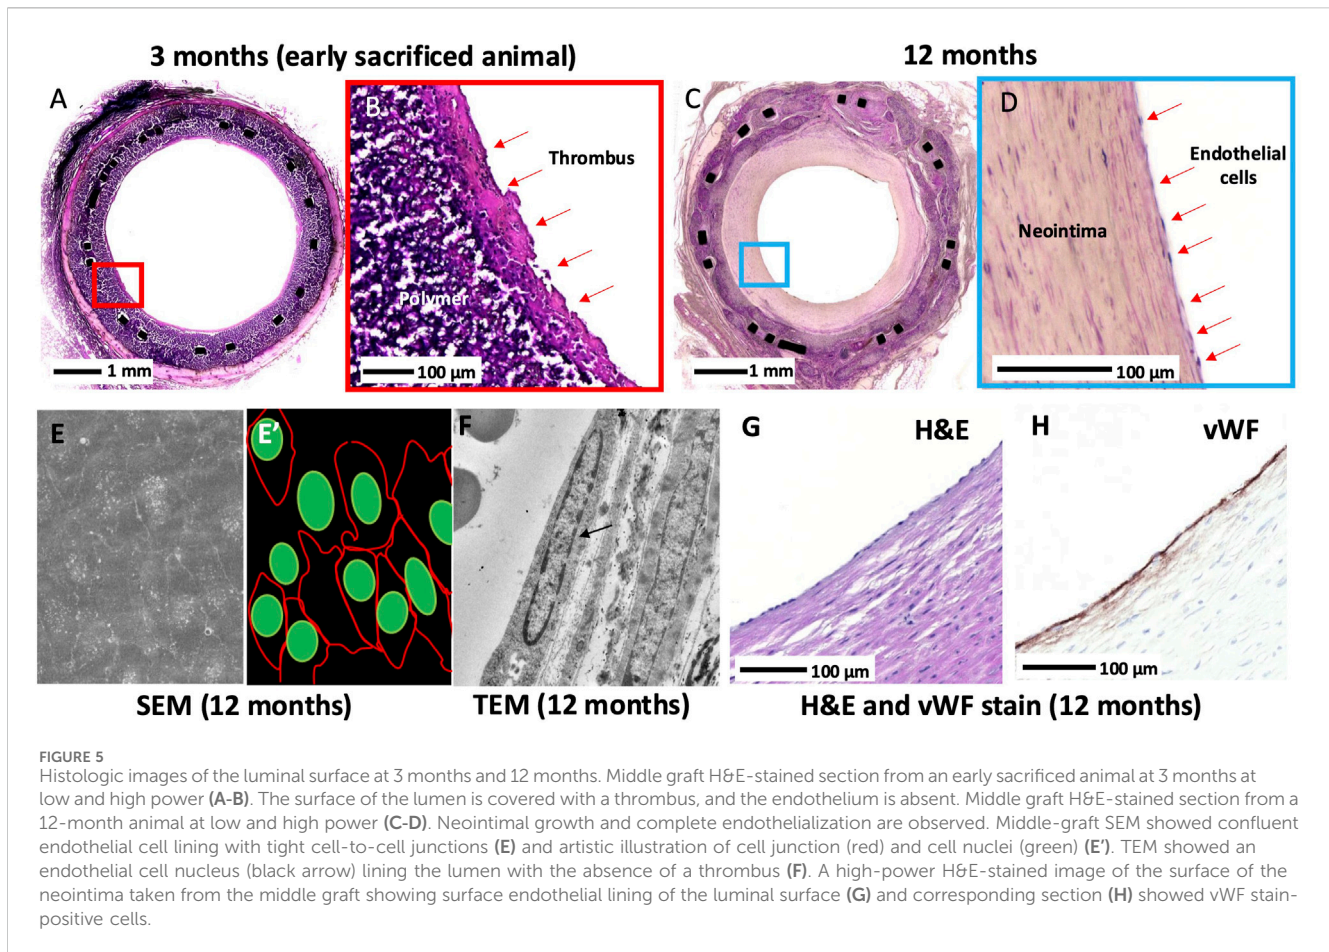 3 months (early sacrificed animal)
12 months
A
B
Thrombus
Polymer
1 mm
100 µm
C
D
Endothelial
cells
Neointima
1 mm
100 µm
E
E’
F
G
H&E
H
vWF
100 µm
100 µm
SEM (12 months)
TEM (12 months)
H&E and vWF stain (12 months)
FIGURE 5
Histologic images of the luminal surface at 3 months and 12 months. Middle graft H&E-stained section from an early sacrificed animal at 3 months at
low and high power (A-B). The surface of the lumen is covered with a thrombus, and the endothelium is absent. Middle graft H&E-stained section from a
12-month animal at low and high power (C-D). Neointimal growth and complete endothelialization are observed. Middle-graft SEM showed confluent
endothelial cell lining with tight cell-to-cell junctions (E) and artistic illustration of cell junction (red) and cell nuclei (green) (E’). TEM showed an
endothelial cell nucleus (black arrow) lining the lumen with the absence of a thrombus (F). A high-power H&E-stained image of the surface of the
neointima taken from the middle graft showing surface endothelial lining of the luminal surface (G) and corresponding section (H) showed vWF stain-
positive cells.